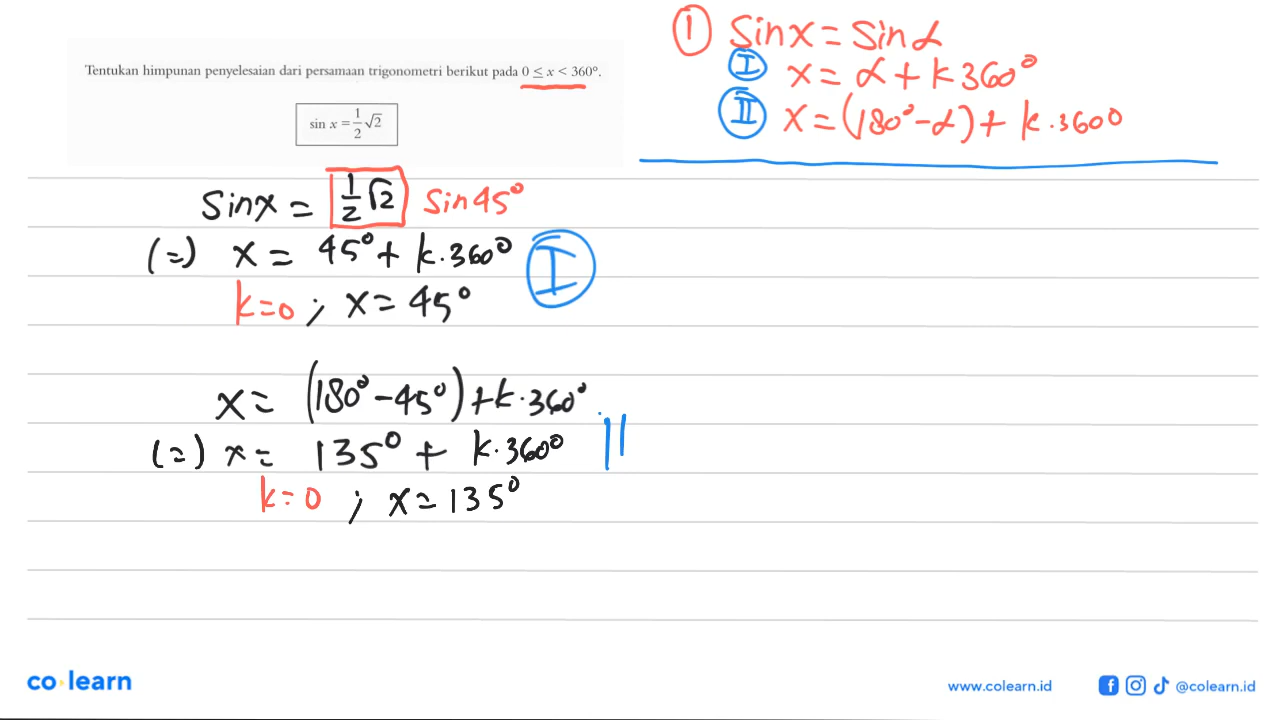 Tentukan himpunan penyelesaian dari persamaan trigonometri berikut pada 0 ≤ x < 360°.
sin x = 1/2 √2
① Sin x = Sin α
Ⅰ x = α + k 360°
Ⅱ x = (180° - α) + k . 360°
Sin x = 1/2 √2 Sin 45°
(=) x = 45° + k . 360° Ⅰ
k = 0 ; x = 45°
x = (180° - 45°) + k . 360°
(=) x = 135° + k . 360° Ⅱ
k = 0 ; x = 135°
co learn
www.colearn.id
@colearn.id